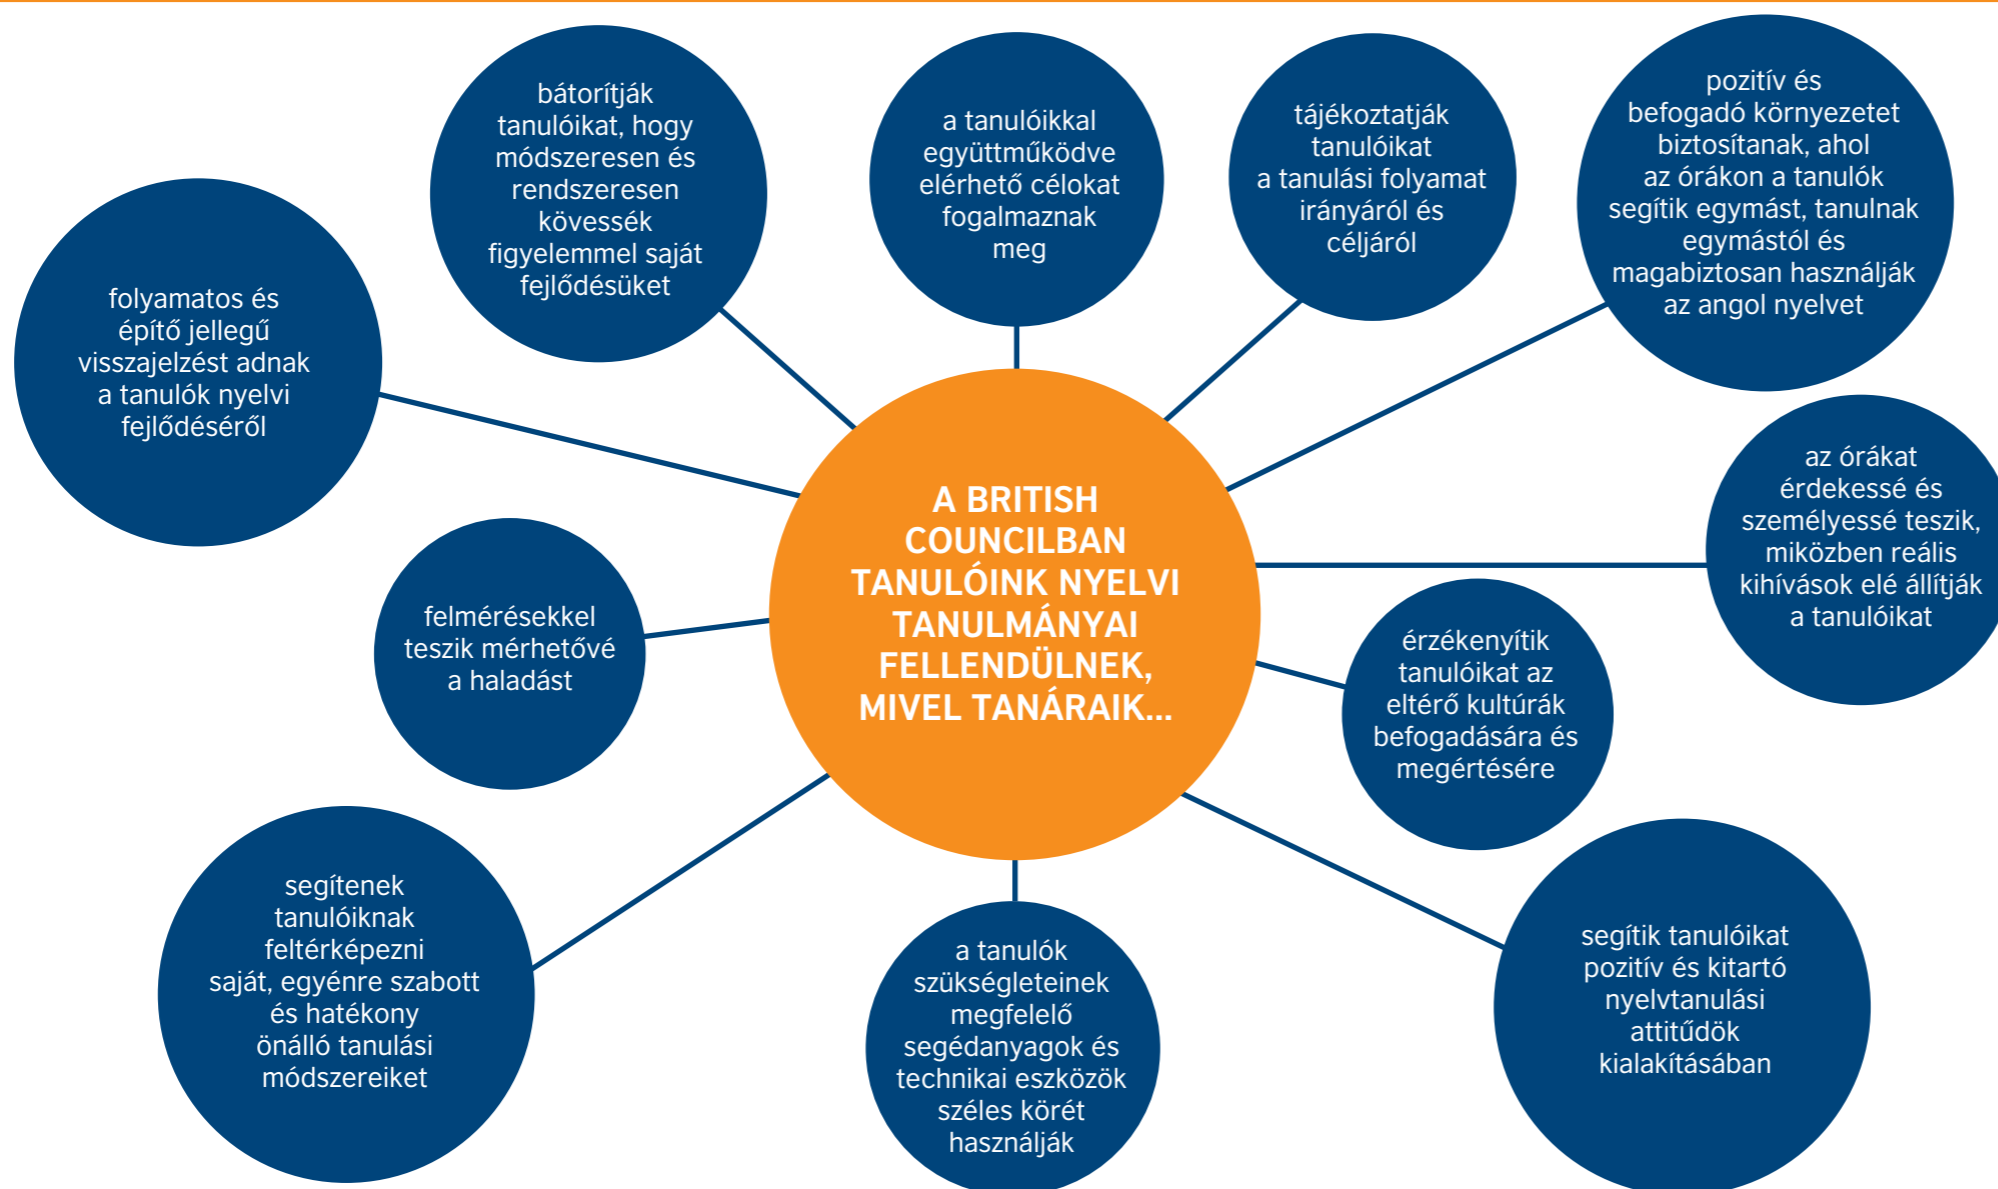 bátorítják
tanulóikat, hogy
módszeresen és
rendszeresen
kövessék
figyelemmel saját
fejlődésüket
a tanulóikkal
együttműködve
elérhető célokat
fogalmaznak
meg
tájékoztatják
tanulóikat
a tanulási folyamat
irányáról és
céljáról
pozitív és
befogadó környezetet
biztosítanak, ahol
az órákon a tanulók
segítik egymást, tanulnak
egymástól és
magabiztosan használják
az angol nyelvet
folyamatos és
építő jellegű
visszajelzést adnak
a tanulók nyelvi
fejlődéséről
az órákat
érdekessé és
személyessé teszik,
miközben reális
kihívások elé állítják
a tanulóikat
A BRITISH
COUNCILBAN
TANULÓINK NYELVI
TANULMÁNYAI
FELLENDÜLNEK,
MIVEL TANÁRAIK...
felmérésekkel
teszik mérhetővé
a haladást
érzékenyítik
tanulóikat az
eltérő kultúrák
befogadására és
megértésére
segítenek
tanulóiknak
feltérképezni
saját, egyénre szabott
és hatékony
önálló tanulási
módszereiket
a tanulók
szükségleteinek
megfelelő
segédanyagok és
technikai eszközök
széles körét
használják
segítik tanulóikat
pozitív és kitartó
nyelvtanulási
attitűdök
kialakításában